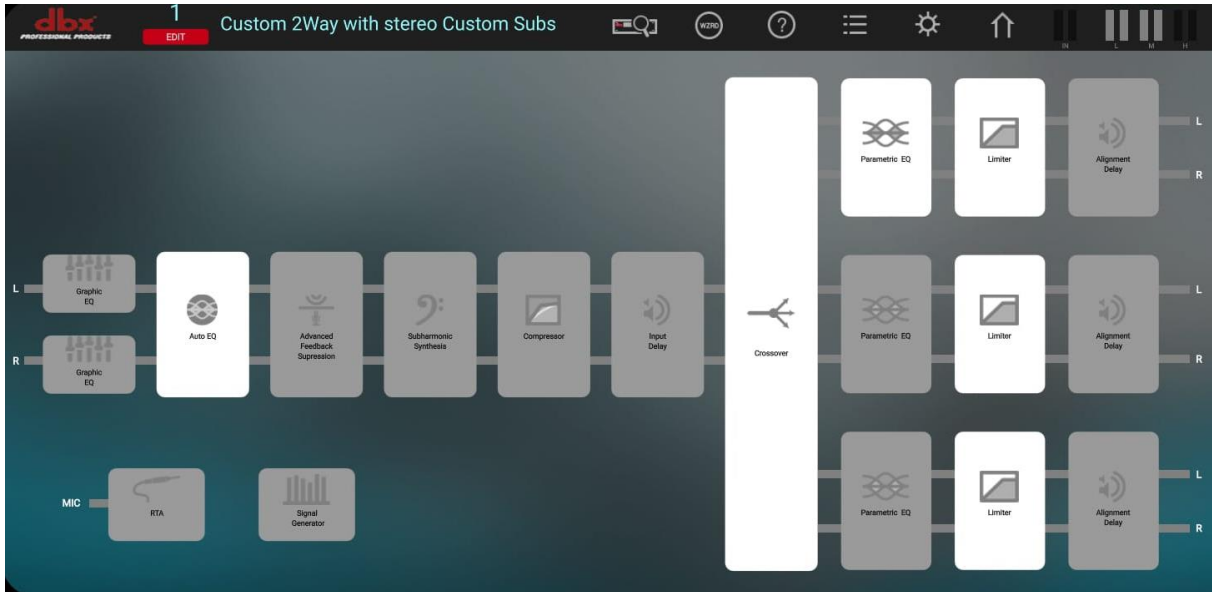 dbx
PROFESSIONAL PRODUCTS
1
EDIT
Custom 2Way with stereo Custom Subs
WZRD
?
IN
L
M
H
Parametric EQ
Limiter
Alignment
Delay
L
R
L
R
Graphic
EQ
Graphic
EQ
Auto EQ
Advanced
Feedback
Supression
Subharmonic
Synthesis
Compressor
Input
Delay
Crossover
Parametric EQ
Limiter
Alignment
Delay
L
R
MIC
RTA
Signal
Generator
Parametric EQ
Limiter
Alignment
Delay
L
R